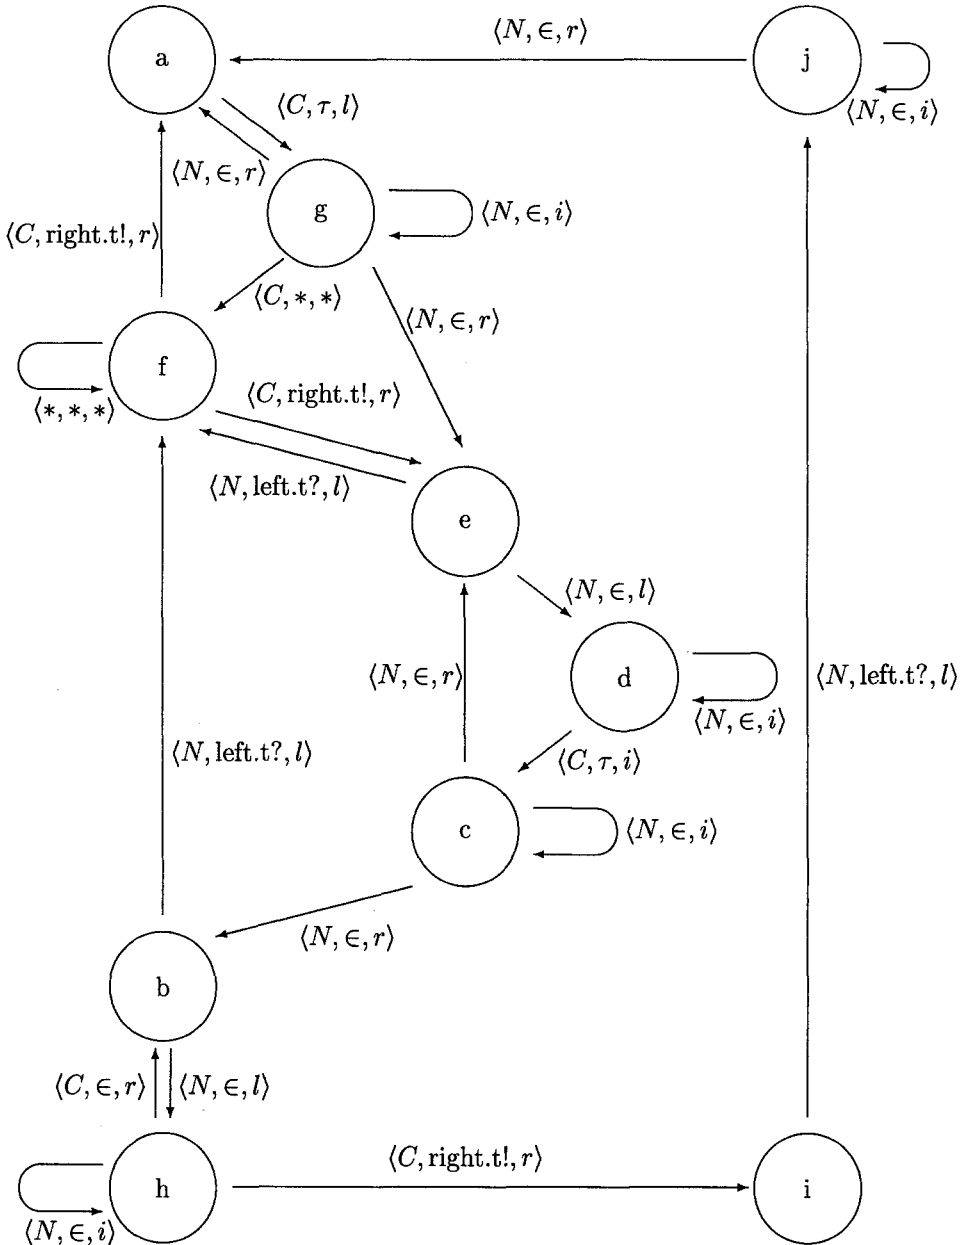 ⟨N, ∈, r⟩
a
j
⟨C, τ, l⟩
⟨N, ∈, i⟩
⟨N, ∈, r⟩
g
⟨N, ∈, i⟩
⟨C, right.t!, r⟩
⟨C, *, *⟩
⟨N, ∈, r⟩
f
⟨*, *, *⟩
⟨C, right.t!, r⟩
⟨N, left.t?, l⟩
e
⟨N, ∈, l⟩
⟨N, ∈, r⟩
d
⟨N, left.t?, l⟩
⟨N, ∈, i⟩
⟨N, left.t?, l⟩
⟨C, τ, i⟩
c
⟨N, ∈, i⟩
⟨N, ∈, r⟩
b
⟨C, ∈, r⟩
⟨N, ∈, l⟩
⟨C, right.t!, r⟩
h
i
⟨N, ∈, i⟩